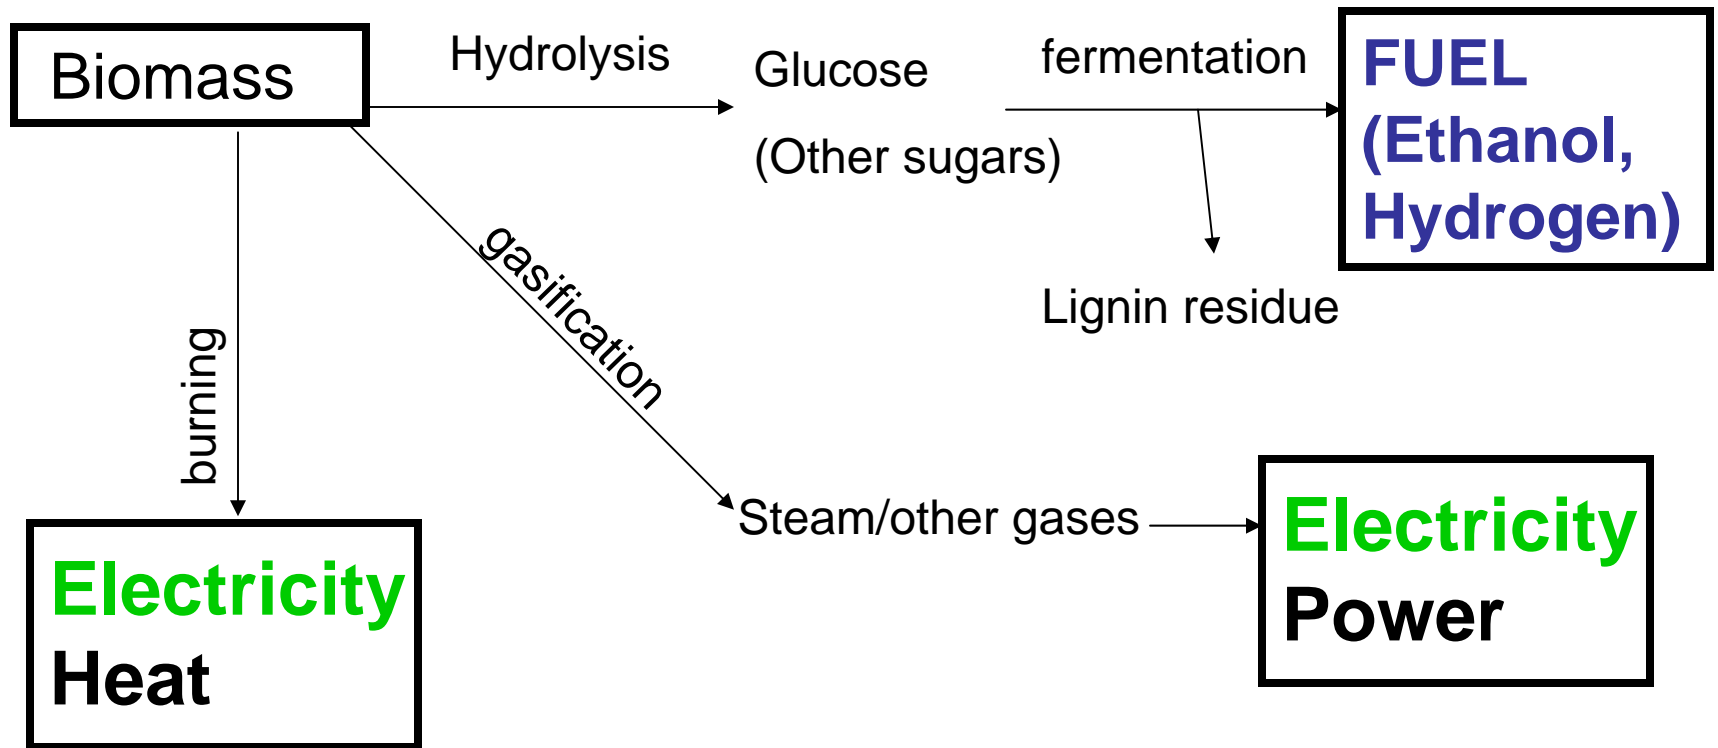 Biomass
Hydrolysis
Glucose
(Other sugars)
fermentation
FUEL
(Ethanol,
Hydrogen)
Lignin residue
gasification
burning
Steam/other gases
Electricity
Power
Electricity
Heat